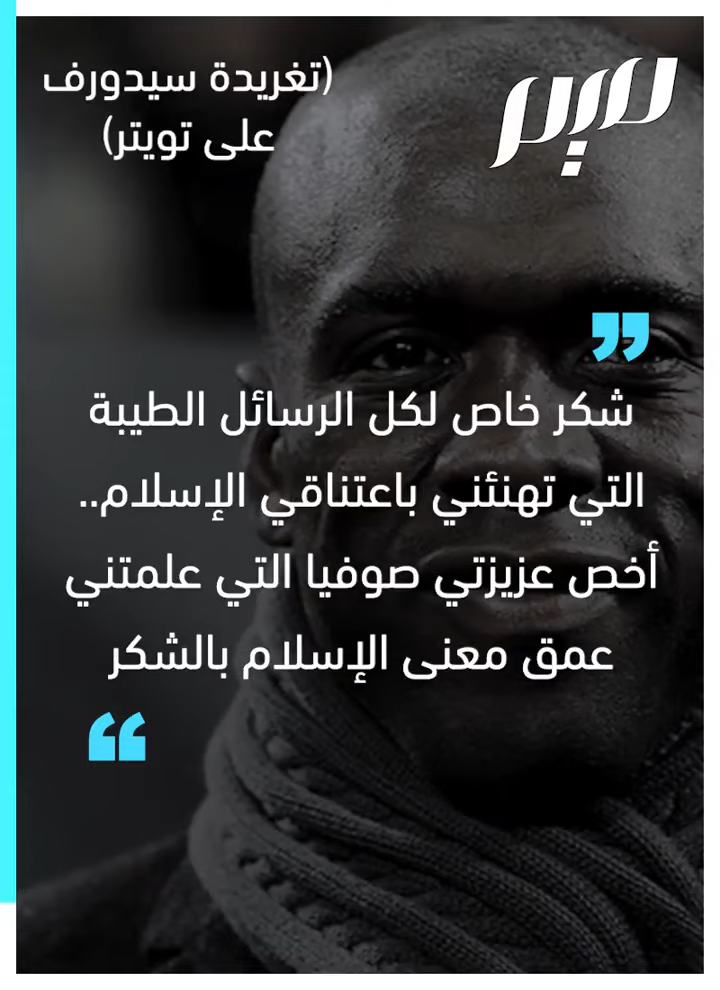 (تغريدة سيدورف
على تويتر)
”
شكر خاص لكل الرسائل الطيبة
التي تهنئني باعتناقي الإسلام..
أخص عزيزتي صوفيا التي علمتني
عمق معنى الإسلام بالشكر
“